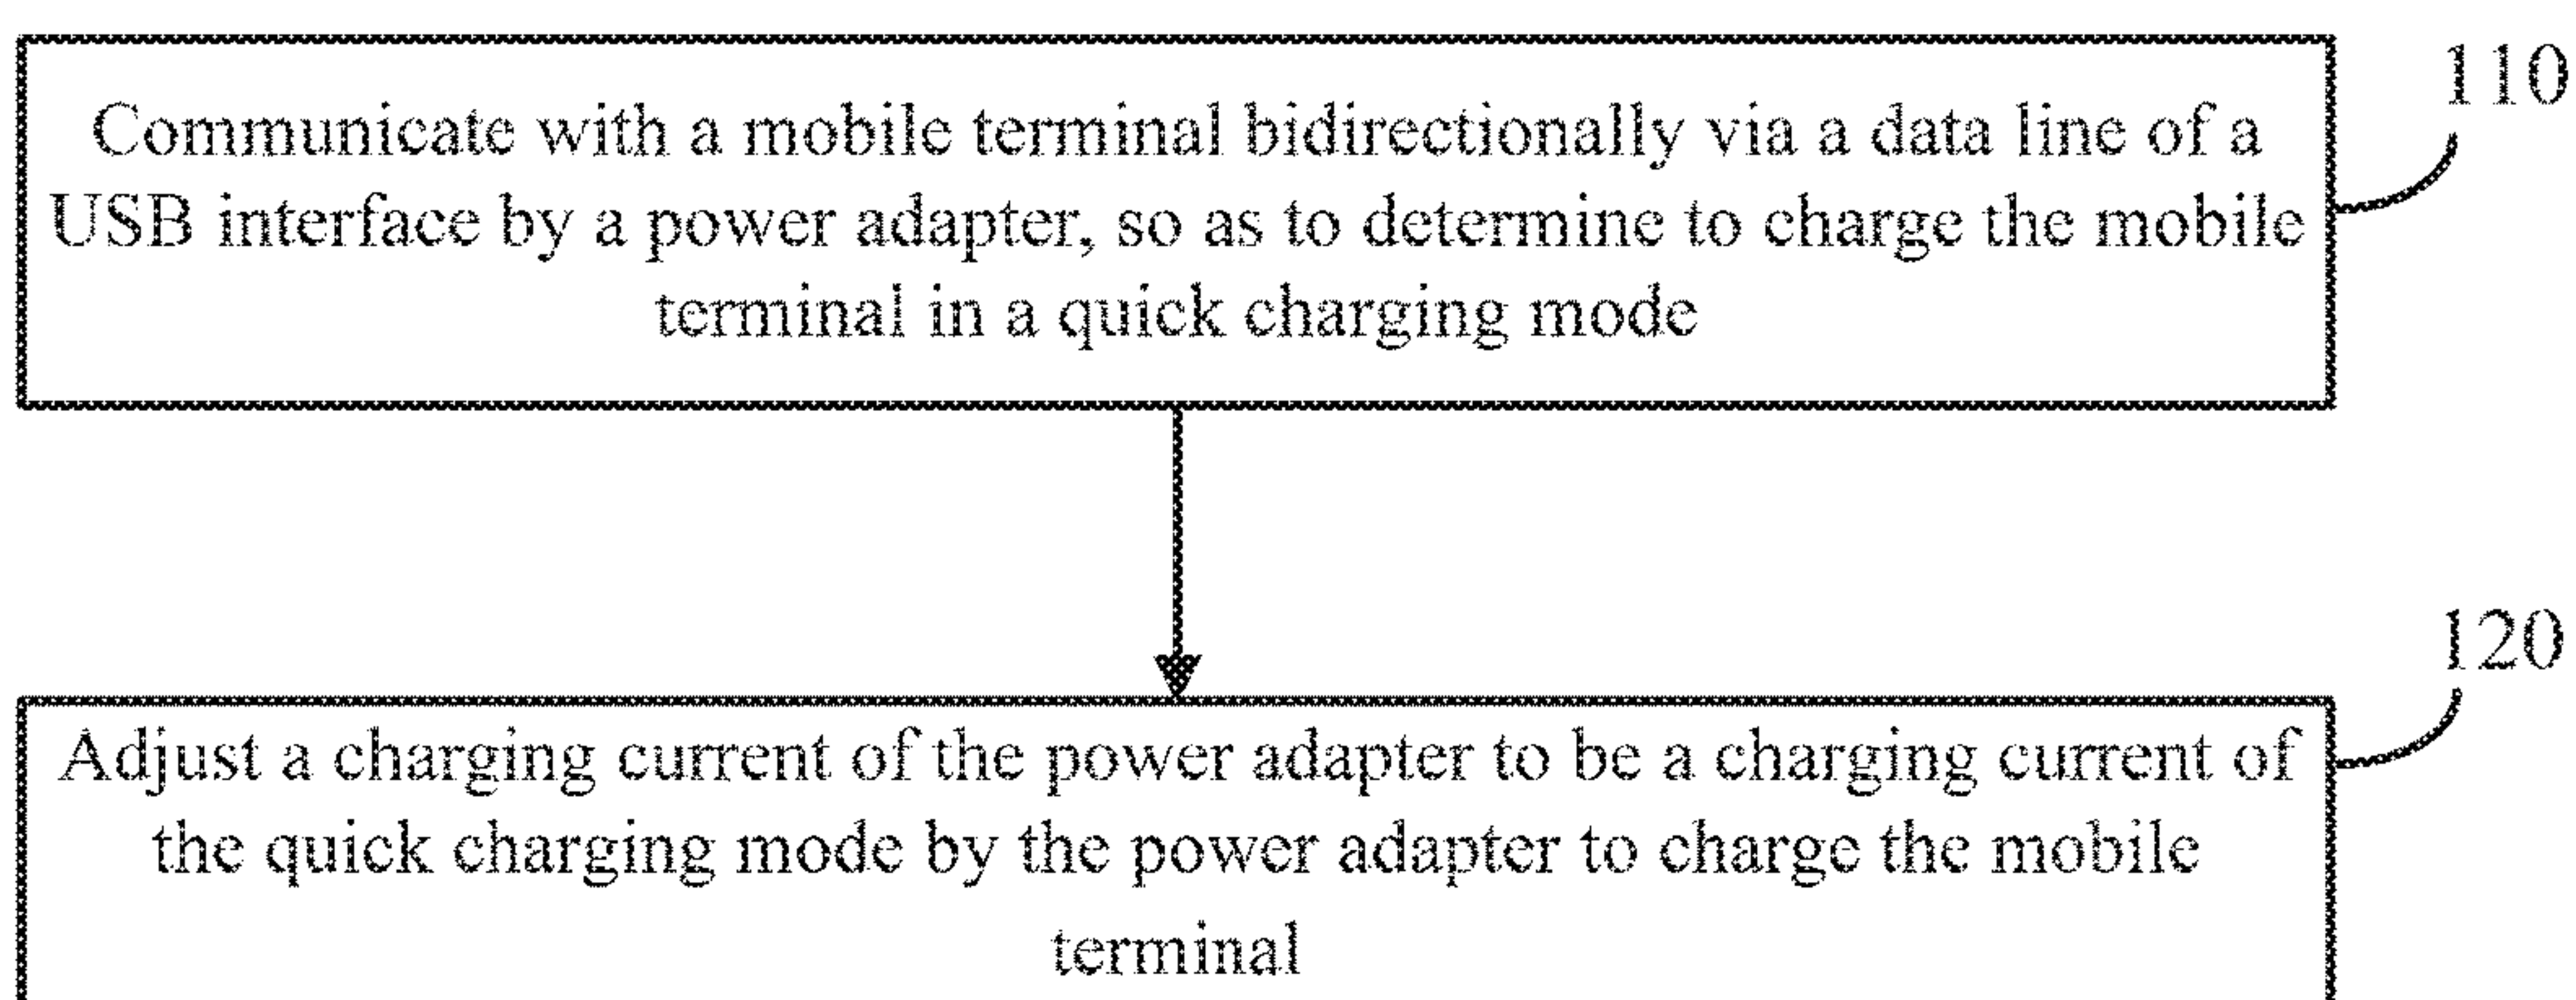 110
Communicate with a mobile terminal bidirectionally via a data line of a
USB interface by a power adapter, so as to determine to charge the mobile
terminal in a quick charging mode
120
Adjust a charging current of the power adapter to be a charging current of
the quick charging mode by the power adapter to charge the mobile
terminal